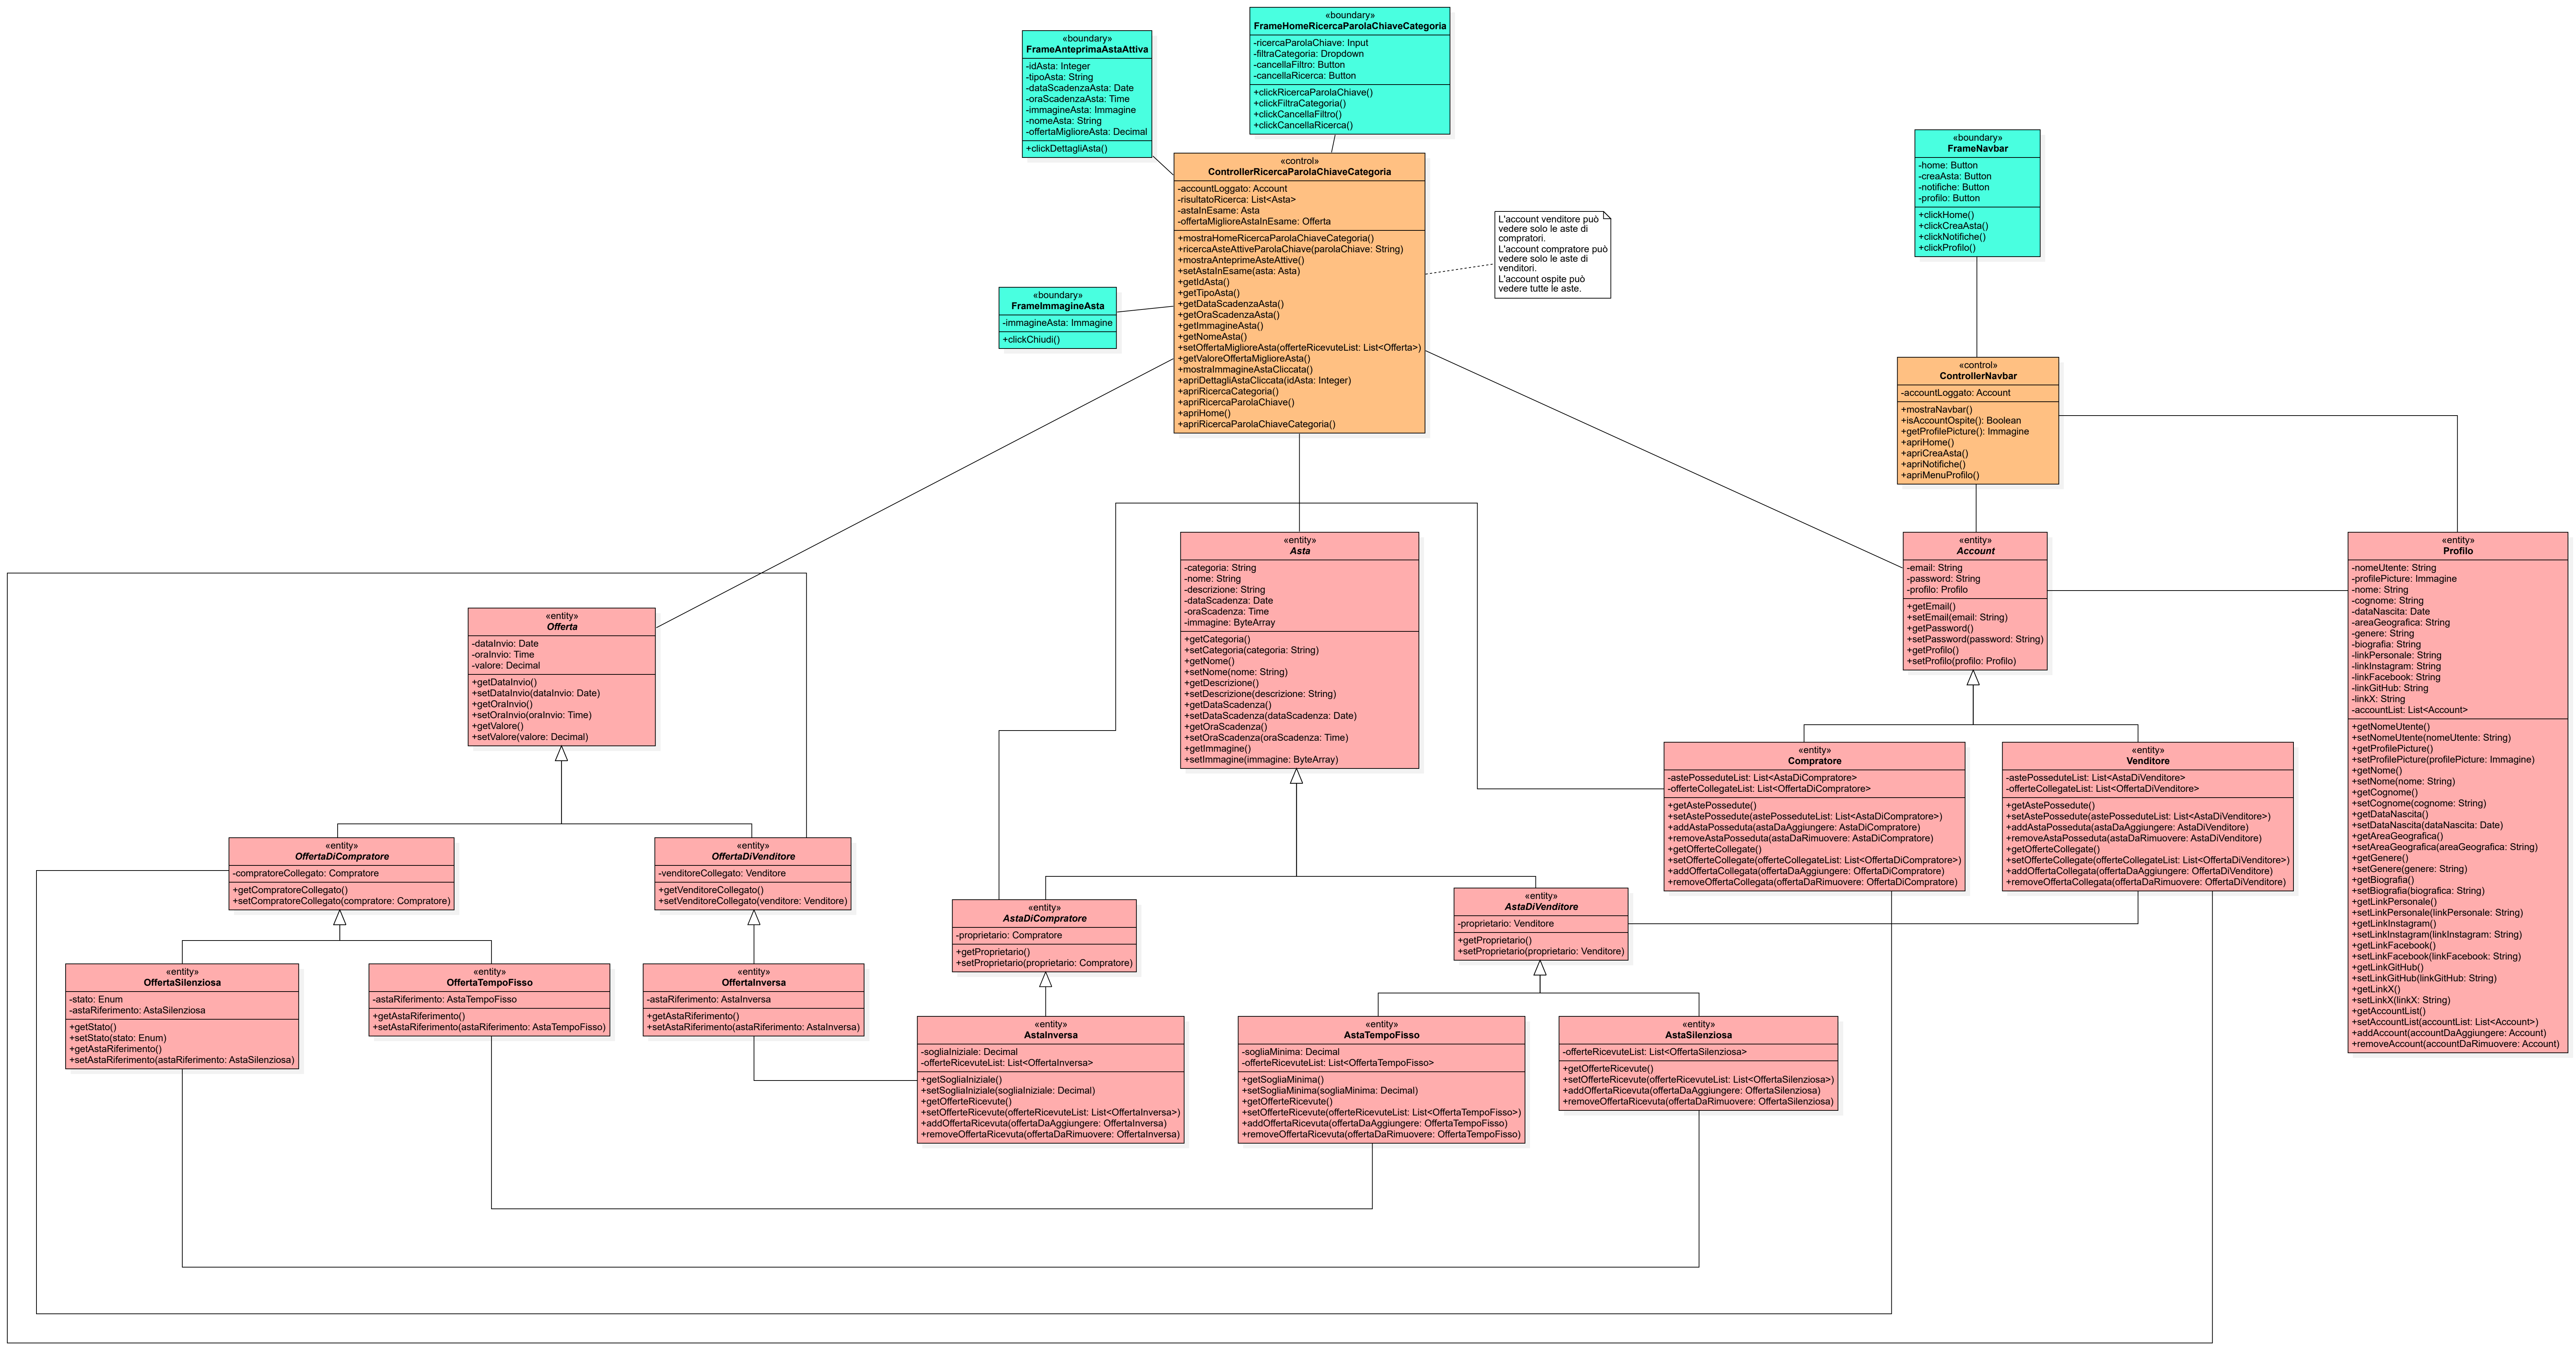 «boundary»
FrameHomeRicercaParolaChiaveCategoria
-ricercaParolaChiave: Input
-filtraCategoria: Dropdown
-cancellaFiltro: Button
-cancellaRicerca: Button
+clickRicercaParolaChiave()
+clickFiltraCategoria()
+clickCancellaFiltro()
+clickCancellaRicerca()
«boundary»
FrameAnteprimaAstaAttiva
-idAsta: Integer
-tipoAsta: String
-dataScadenzaAsta: Date
-oraScadenzaAsta: Time
-immagineAsta: Immagine
-nomeAsta: String
-offertaMiglioreAsta: Decimal
+clickDettagliAsta()
«boundary»
FrameNavbar
-home: Button
-creaAsta: Button
-notifiche: Button
-profilo: Button
+clickHome()
+clickCreaAsta()
+clickNotifiche()
+clickProfilo()
«control»
ControllerRicercaParolaChiaveCategoria
-accountLoggato: Account
-risultatoRicerca: List<Asta>
-astaInEsame: Asta
-offertaMiglioreAstaInEsame: Offerta
+mostraHomeRicercaParolaChiaveCategoria()
+ricercaAsteAttiveParolaChiave(parolaChiave: String)
+mostraAnteprimeAsteAttive()
+setAstaInEsame(asta: Asta)
+getIdAsta()
+getTipoAsta()
+getDataScadenzaAsta()
+getOraScadenzaAsta()
+getImmagineAsta()
+getNomeAsta()
+setOffertaMiglioreAsta(offerteRicevuteList: List<Offerta>)
+getValoreOffertaMiglioreAsta()
+mostraImmagineAstaCliccata()
+apriDettagliAstaCliccata(idAsta: Integer)
+apriRicercaCategoria()
+apriRicercaParolaChiave()
+apriHome()
+apriRicercaParolaChiaveCategoria()
L'account venditore può
vedere solo le aste di
compratori.
L'account compratore può
vedere solo le aste di
venditori.
L'account ospite può
vedere tutte le aste.
«boundary»
FrameImmagineAsta
-immagineAsta: Immagine
+clickChiudi()
«control»
ControllerNavbar
-accountLoggato: Account
+mostraNavbar()
+isAccountOspite(): Boolean
+getProfilePicture(): Immagine
+apriHome()
+apriCreaAsta()
+apriNotifiche()
+apriMenuProfilo()
«entity»
Asta
-categoria: String
-nome: String
-descrizione: String
-dataScadenza: Date
-oraScadenza: Time
-immagine: ByteArray
+getCategoria()
+setCategoria(categoria: String)
+getNome()
+setNome(nome: String)
+getDescrizione()
+setDescrizione(descrizione: String)
+getDataScadenza()
+setDataScadenza(dataScadenza: Date)
+getOraScadenza()
+setOraScadenza(oraScadenza: Time)
+getImmagine()
+setImmagine(immagine: ByteArray)
«entity»
Account
-email: String
-password: String
-profilo: Profilo
+getEmail()
+setEmail(email: String)
+getPassword()
+setPassword(password: String)
+getProfilo()
+setProfilo(profilo: Profilo)
«entity»
Profilo
-nomeUtente: String
-profilePicture: Immagine
-nome: String
-cognome: String
-dataNascita: Date
-areaGeografica: String
-genere: String
-biografia: String
-linkPersonale: String
-linkInstagram: String
-linkFacebook: String
-linkGitHub: String
-linkX: String
-accountList: List<Account>
+getNomeUtente()
+setNomeUtente(nomeUtente: String)
+getProfilePicture()
+setProfilePicture(profilePicture: Immagine)
+getNome()
+setNome(nome: String)
+getCognome()
+setCognome(cognome: String)
+getDataNascita()
+setDataNascita(dataNascita: Date)
+getAreaGeografica()
+setAreaGeografica(areaGeografica: String)
+getGenere()
+setGenere(genere: String)
+getBiografia()
+setBiografia(biografica: String)
+getLinkPersonale()
+setLinkPersonale(linkPersonale: String)
+getLinkInstagram()
+setLinkInstagram(linkInstagram: String)
+getLinkFacebook()
+setLinkFacebook(linkFacebook: String)
+getLinkGitHub()
+setLinkGitHub(linkGitHub: String)
+getLinkX()
+setLinkX(linkX: String)
+getAccountList()
+setAccountList(accountList: List<Account>)
+addAccount(accountDaAggiungere: Account)
+removeAccount(accountDaRimuovere: Account)
«entity»
Offerta
-dataInvio: Date
-oraInvio: Time
-valore: Decimal
+getDataInvio()
+setDataInvio(dataInvio: Date)
+getOraInvio()
+setOraInvio(oraInvio: Time)
+getValore()
+setValore(valore: Decimal)
«entity»
Compratore
-astePosseduteList: List<AstaDiCompratore>
-offerteCollegateList: List<OffertaDiCompratore>
+getAstePossedute()
+setAstePossedute(astePosseduteList: List<AstaDiCompratore>)
+addAstaPosseduta(astaDaAggiungere: AstaDiCompratore)
+removeAstaPosseduta(astaDaRimuovere: AstaDiCompratore)
+getOfferteCollegate()
+setOfferteCollegate(offerteCollegateList: List<OffertaDiCompratore>)
+addOffertaCollegata(offertaDaAggiungere: OffertaDiCompratore)
+removeOffertaCollegata(offertaDaRimuovere: OffertaDiCompratore)
«entity»
Venditore
-astePosseduteList: List<AstaDiVenditore>
-offerteCollegateList: List<OffertaDiVenditore>
+getAstePossedute()
+setAstePossedute(astePosseduteList: List<AstaDiVenditore>)
+addAstaPosseduta(astaDaAggiungere: AstaDiVenditore)
+removeAstaPosseduta(astaDaRimuovere: AstaDiVenditore)
+getOfferteCollegate()
+setOfferteCollegate(offerteCollegateList: List<OffertaDiVenditore>)
+addOffertaCollegata(offertaDaAggiungere: OffertaDiVenditore)
+removeOffertaCollegata(offertaDaRimuovere: OffertaDiVenditore)
«entity»
OffertaDiCompratore
-compratoreCollegato: Compratore
+getCompratoreCollegato()
+setCompratoreCollegato(compratore: Compratore)
«entity»
OffertaDiVenditore
-venditoreCollegato: Venditore
+getVenditoreCollegato()
+setVenditoreCollegato(venditore: Venditore)
«entity»
AstaDiCompratore
-proprietario: Compratore
+getProprietario()
+setProprietario(proprietario: Compratore)
«entity»
AstaDiVenditore
-proprietario: Venditore
+getProprietario()
+setProprietario(proprietario: Venditore)
«entity»
OffertaSilenziosa
-stato: Enum
-astaRiferimento: AstaSilenziosa
+getStato()
+setStato(stato: Enum)
+getAstaRiferimento()
+setAstaRiferimento(astaRiferimento: AstaSilenziosa)
«entity»
OffertaTempoFisso
-astaRiferimento: AstaTempoFisso
+getAstaRiferimento()
+setAstaRiferimento(astaRiferimento: AstaTempoFisso)
«entity»
OffertaInversa
-astaRiferimento: AstaInversa
+getAstaRiferimento()
+setAstaRiferimento(astaRiferimento: AstaInversa)
«entity»
AstaInversa
-sogliaIniziale: Decimal
-offerteRicevuteList: List<OffertaInversa>
+getSogliaIniziale()
+setSogliaIniziale(sogliaIniziale: Decimal)
+getOfferteRicevute()
+setOfferteRicevute(offerteRicevuteList: List<OffertaInversa>)
+addOffertaRicevuta(offertaDaAggiungere: OffertaInversa)
+removeOffertaRicevuta(offertaDaRimuovere: OffertaInversa)
«entity»
AstaTempoFisso
-sogliaMinima: Decimal
-offerteRicevuteList: List<OffertaTempoFisso>
+getSogliaMinima()
+setSogliaMinima(sogliaMinima: Decimal)
+getOfferteRicevute()
+setOfferteRicevute(offerteRicevuteList: List<OffertaTempoFisso>)
+addOffertaRicevuta(offertaDaAggiungere: OffertaTempoFisso)
+removeOffertaRicevuta(offertaDaRimuovere: OffertaTempoFisso)
«entity»
AstaSilenziosa
-offerteRicevuteList: List<OffertaSilenziosa>
+getOfferteRicevute()
+setOfferteRicevute(offerteRicevuteList: List<OffertaSilenziosa>)
+addOffertaRicevuta(offertaDaAggiungere: OffertaSilenziosa)
+removeOffertaRicevuta(offertaDaRimuovere: OffertaSilenziosa)